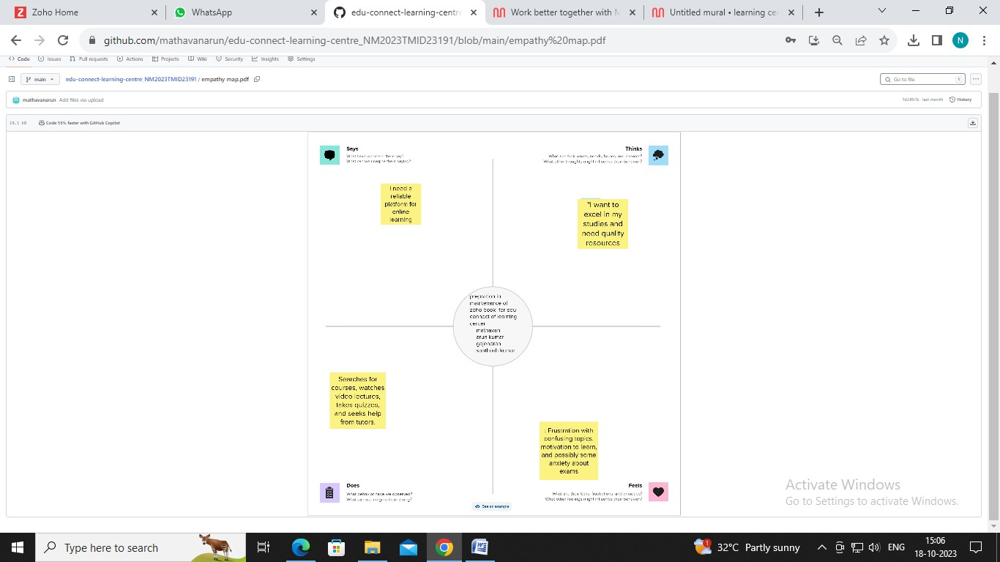 Zoho Home
WhatsApp
edu-connect-learning-centre
Work better together with M
Untitled mural • learning ce
github.com/mathavanarun/edu-connect-learning-centre_NM2023TMID23191/blob/main/empathy%20map.pdf
N
Code Issues Pull requests Actions Projects Wiki Security Insights Settings
main edu-connect-learning-centre_NM2023TMID23191 / empathy map.pdf
Go to file t
mathavanarun Add files via upload
1d2897b · last month History
19.1 KB Code 55% faster with GitHub Copilot
Says
What have we heard them say?
What can we imagine them saying?
Thinks
What are their wants, needs, hopes, and dreams?
What other thoughts might influence their behavior?
I need a
reliable
platform for
online
learning
"I want to
excel in my
studies and
need quality
resources
prepration in
maintenence of
zoho book for edu
connect of learning
center
mathavan
arun kumar
gajendran
santhosh kumar
Searches for
courses, watches
video lectures,
takes quizzes,
and seeks help
from tutors.
: Frustration with
confusing topics,
motivation to learn,
and possibly some
anxiety about
exams
Does
What behavior have we observed?
What can we imagine them doing?
Feels
What are their fears, frustrations, and anxieties?
What other feelings might influence their behavior?
See an example
Activate Windows
Go to Settings to activate Windows.
Type here to search
1
32°C Partly sunny
ENG
15:06
18-10-2023